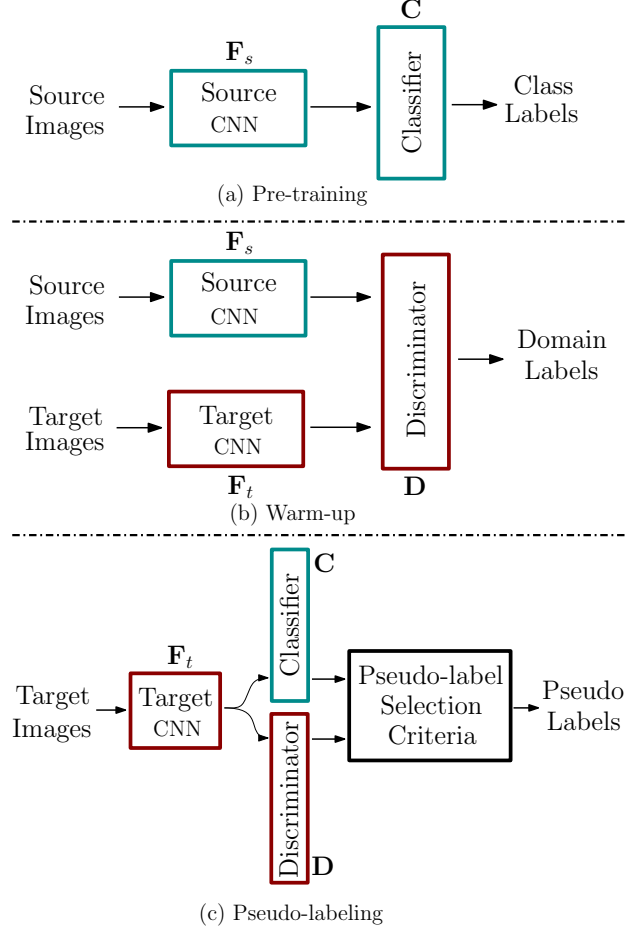 C
F_s
Source
Images
Source
CNN
Classifier
Class
Labels
(a) Pre-training
F_s
Source
Images
Source
CNN
Discriminator
Domain
Labels
Target
Images
Target
CNN
F_t
D
(b) Warm-up
C
Classifier
F_t
Target
Images
Target
CNN
Pseudo-label
Selection
Criteria
Pseudo
Labels
Discriminator
D
(c) Pseudo-labeling